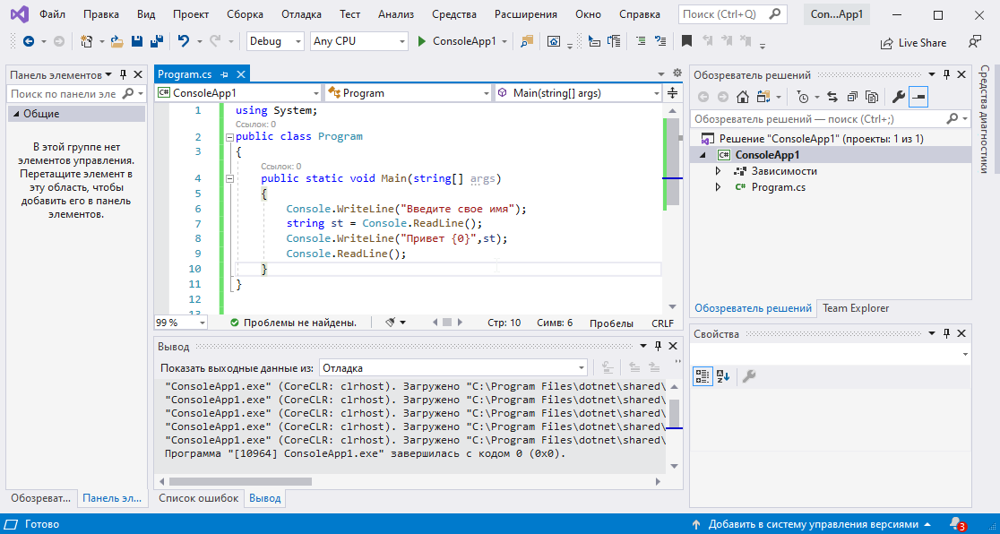 Файл Правка Вид Проект Сборка Отладка Тест Анализ Средства Расширения Окно Справка Поиск (Ctrl+Q) Con...App1
Debug Any CPU ConsoleApp1 Live Share
Панель элементов
Поиск по панели эле
Общие
В этой группе нет
элементов управления.
Перетащите элемент в
эту область, чтобы
добавить его в панель
элементов.
Обозреват... Панель эл...
Program.cs
C# ConsoleApp1 Program Main(string[] args)
1 using System;
Ссылок: 0
2 public class Program
3 {
Ссылок: 0
4 public static void Main(string[] args)
5 {
6 Console.WriteLine("Введите свое имя");
7 string st = Console.ReadLine();
8 Console.WriteLine("Привет {0}",st);
9 Console.ReadLine();
10 }
11 }
12
13
99 % Проблемы не найдены. Стр: 10 Симв: 6 Пробелы CRLF
Вывод
Показать выходные данные из: Отладка
"ConsoleApp1.exe" (CoreCLR: clrhost). Загружено "C:\Program Files\dotnet\shared\
"ConsoleApp1.exe" (CoreCLR: clrhost). Загружено "C:\Program Files\dotnet\shared\
"ConsoleApp1.exe" (CoreCLR: clrhost). Загружено "C:\Program Files\dotnet\shared\
"ConsoleApp1.exe" (CoreCLR: clrhost). Загружено "C:\Program Files\dotnet\shared\
"ConsoleApp1.exe" (CoreCLR: clrhost). Загружено "C:\Program Files\dotnet\shared\
Программа "[10964] ConsoleApp1.exe" завершилась с кодом 0 (0x0).
Список ошибок Вывод
Обозреватель решений
Обозреватель решений — поиск (Ctrl+;)
Решение "ConsoleApp1" (проекты: 1 из 1)
C# ConsoleApp1
Зависимости
C# Program.cs
Обозреватель решений Team Explorer
Свойства
Средства диагностики
Готово Добавить в систему управления версиями 3